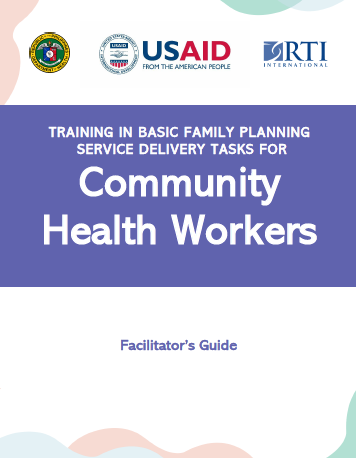 USAID
USAID
FROM THE AMERICAN PEOPLE
RTI
INTERNATIONAL
TRAINING IN BASIC FAMILY PLANNING
SERVICE DELIVERY TASKS FOR
Community
Health Workers
Facilitator's Guide